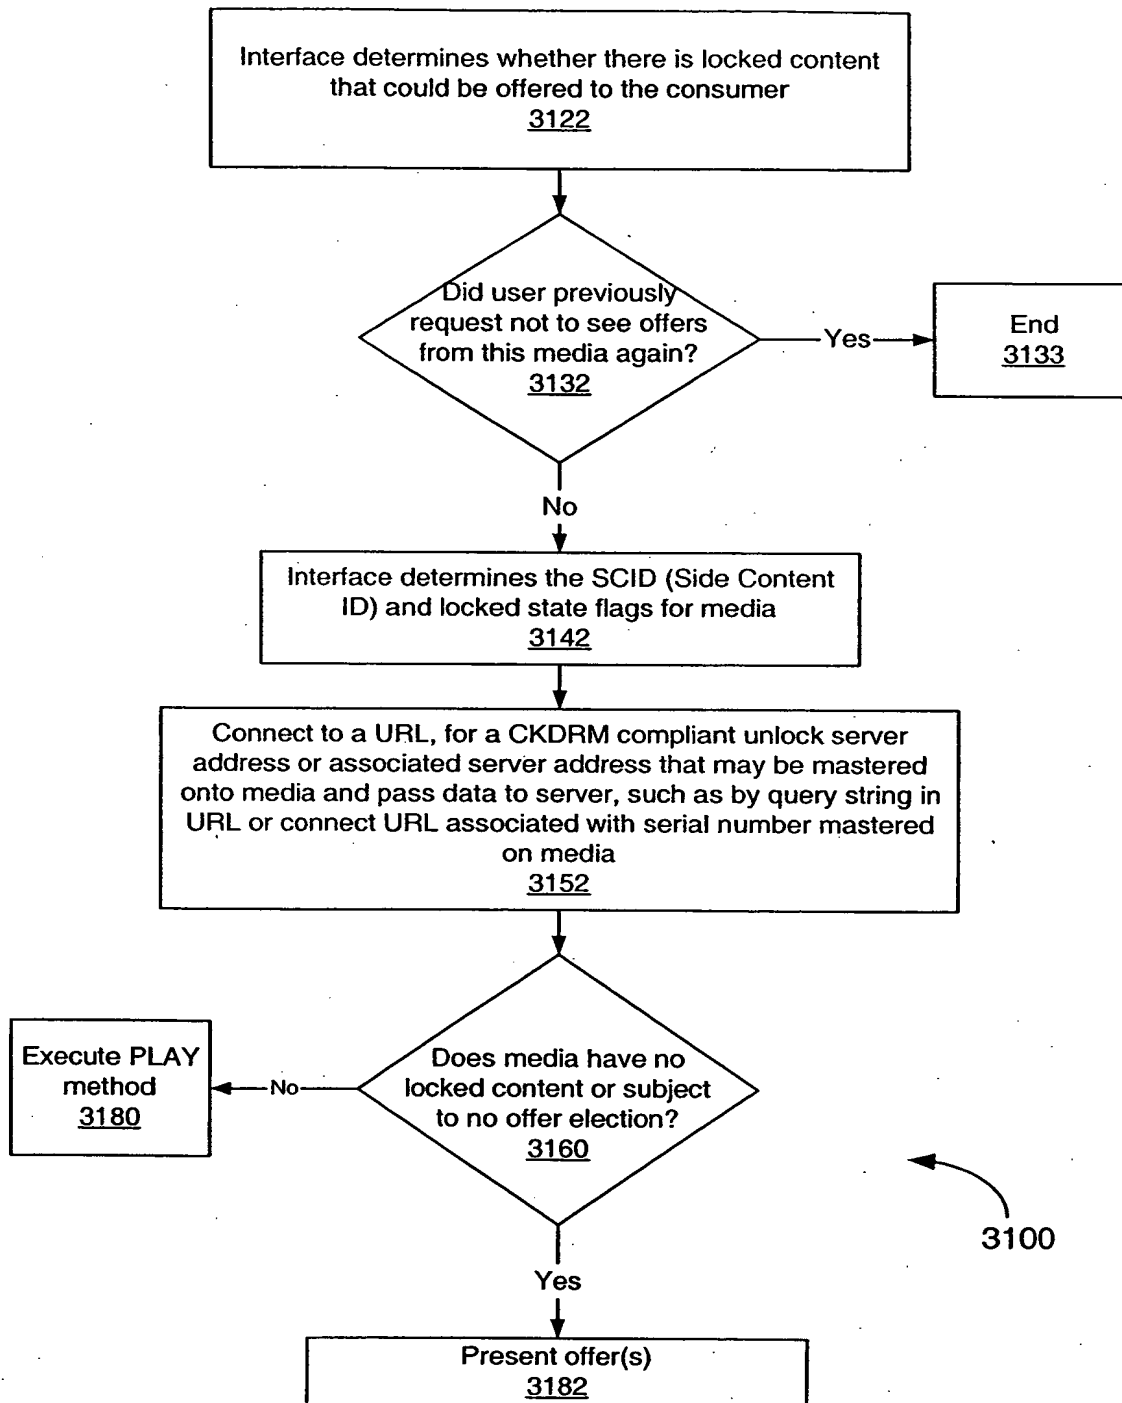 Interface determines whether there is locked content
that could be offered to the consumer
3122
Did user previously
request not to see offers
from this media again?
3132
Yes
End
3133
No
Interface determines the SCID (Side Content
ID) and locked state flags for media
3142
Connect to a URL, for a CKDRM compliant unlock server
address or associated server address that may be mastered
onto media and pass data to server, such as by query string in
URL or connect URL associated with serial number mastered
on media
3152
Does media have no
locked content or subject
to no offer election?
3160
No
Execute PLAY
method
3180
3100
Yes
Present offer(s)
3182